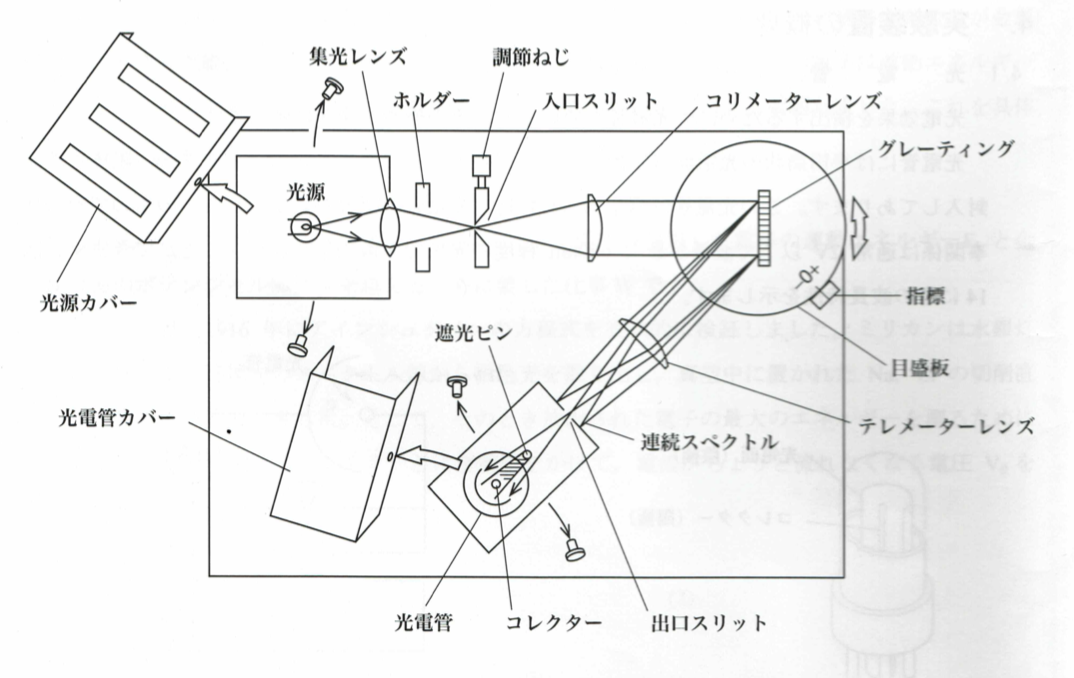 集光レンズ
調節ねじ
ホルダー
入口スリット
コリメーターレンズ
グレーティング
光源
光源カバー
指標
遮光ピン
目盛板
光電管カバー
テレメーターレンズ
連続スペクトル
光電管
コレクター
出口スリット